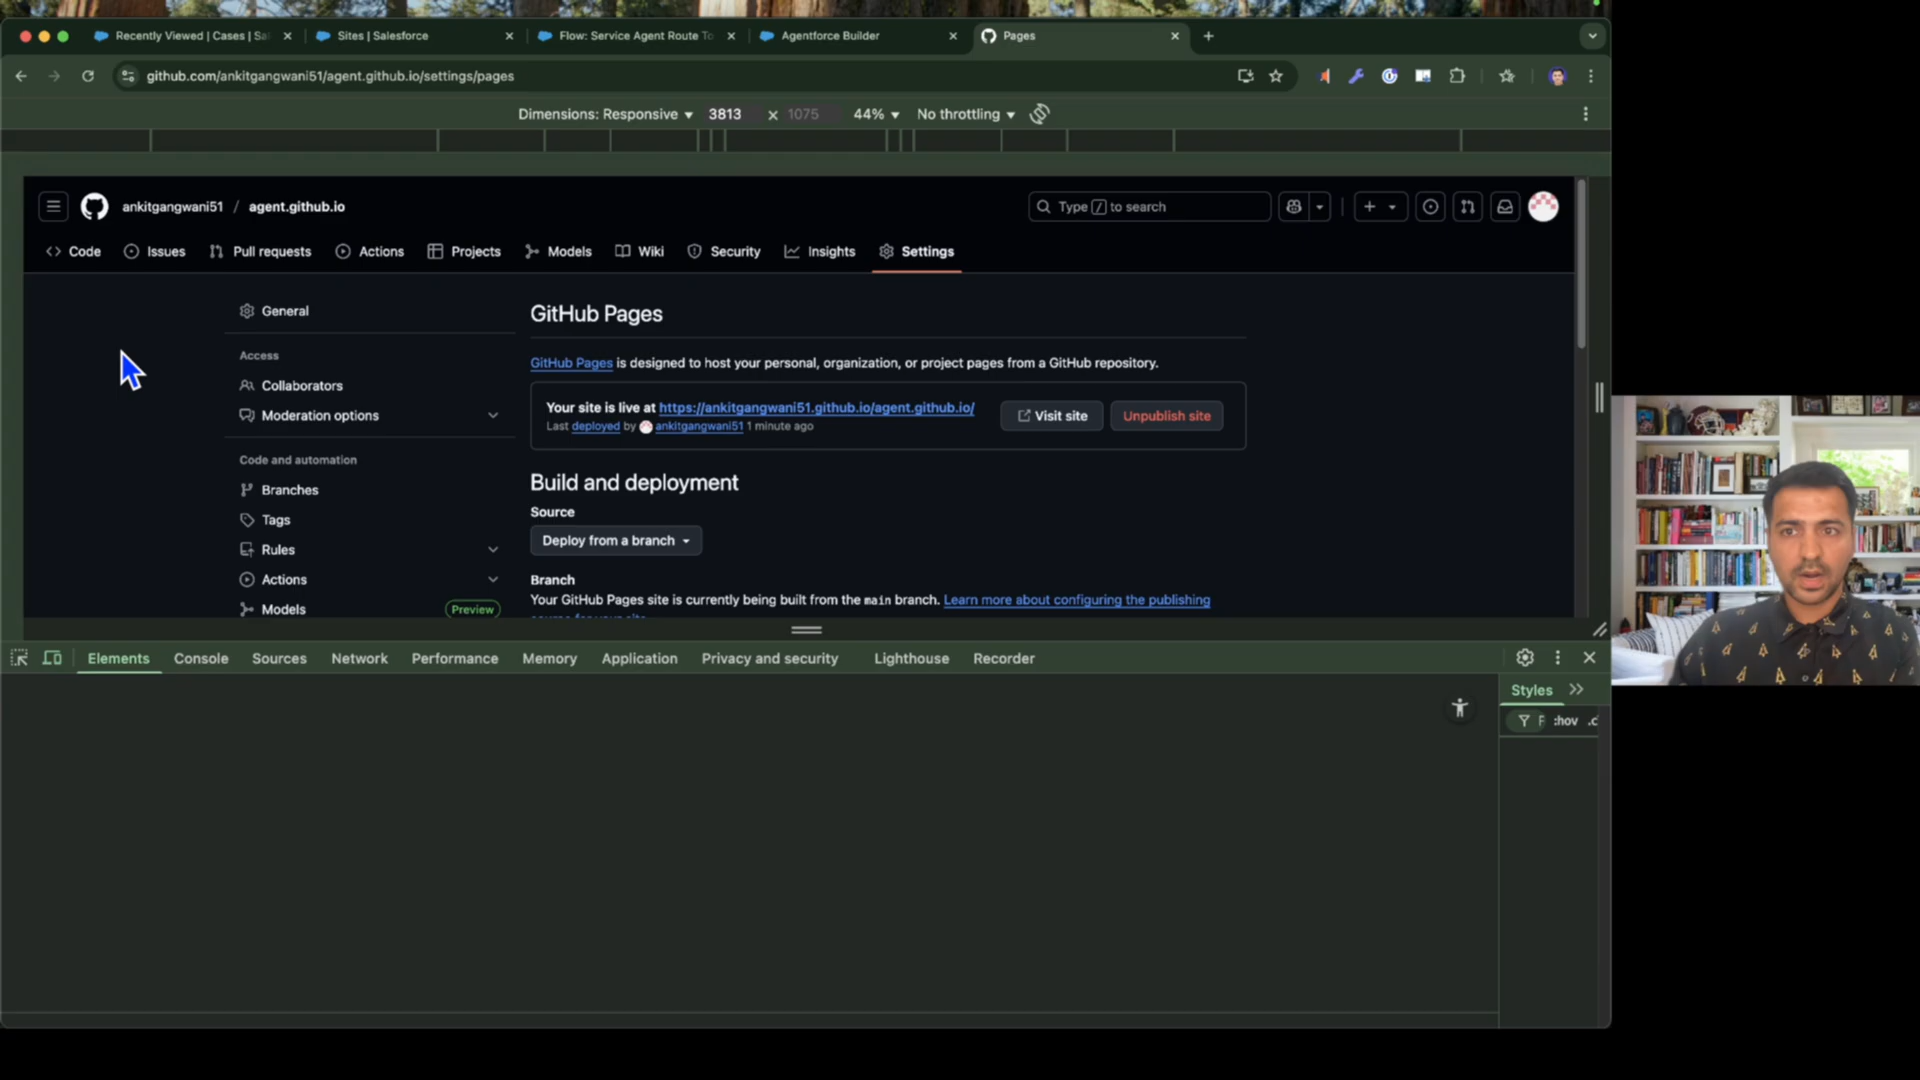 Recently Viewed | Cases | Sa
Sites | Salesforce
Flow: Service Agent Route To
Agentforce Builder
Pages
github.com/ankitgangwani51/agent.github.io/settings/pages
Dimensions: Responsive
3813
x
1075
44%
No throttling
ankitgangwani51 / agent.github.io
Type / to search
Code
Issues
Pull requests
Actions
Projects
Models
Wiki
Security
Insights
Settings
General
Access
Collaborators
Moderation options
Code and automation
Branches
Tags
Rules
Actions
Models
Preview
GitHub Pages
GitHub Pages is designed to host your personal, organization, or project pages from a GitHub repository.
Your site is live at https://ankitgangwani51.github.io/agent.github.io/
Last deployed by ankitgangwani51 1 minute ago
Visit site
Unpublish site
Build and deployment
Source
Deploy from a branch
Branch
Your GitHub Pages site is currently being built from the main branch. Learn more about configuring the publishing
source for your site.
Elements
Console
Sources
Network
Performance
Memory
Application
Privacy and security
Lighthouse
Recorder
Styles
F
:hov
.c